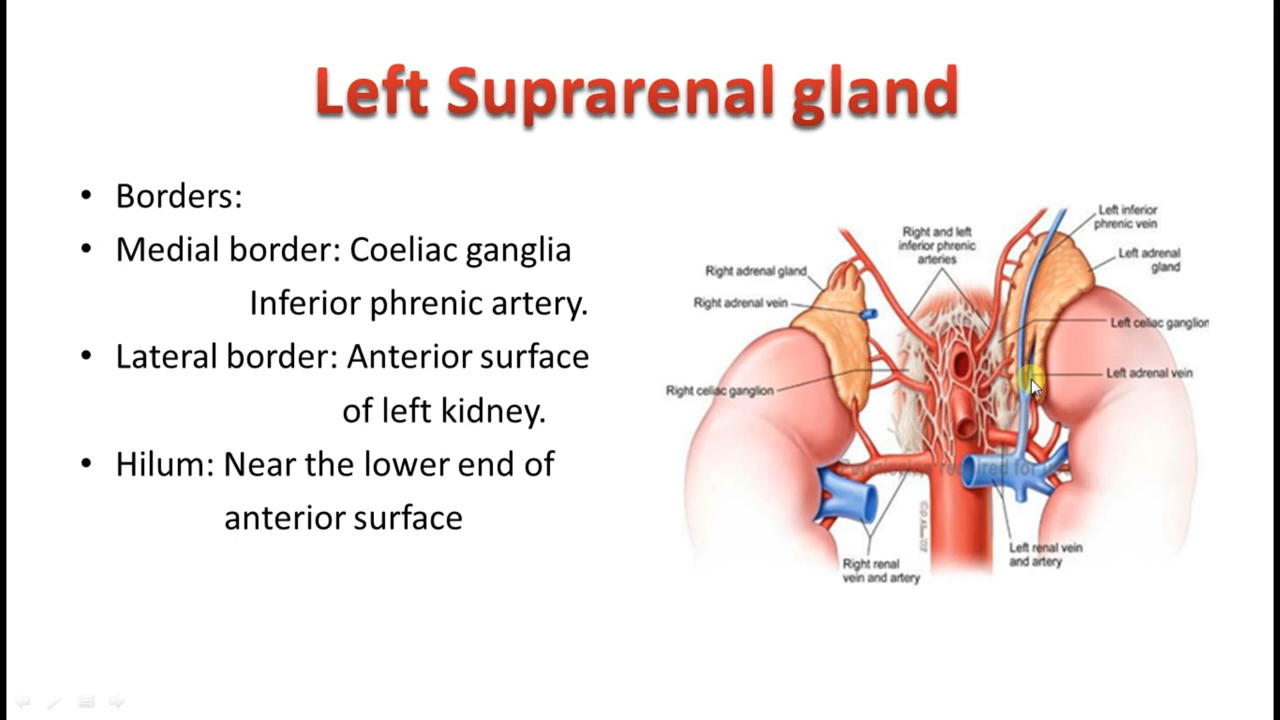 Left Suprarenal gland
• Borders:
• Medial border: Coeliac ganglia
Inferior phrenic artery.
• Lateral border: Anterior surface
of left kidney.
• Hilum: Near the lower end of
anterior surface
Left inferior
phrenic vein
Right and left
inferior phrenic
arteries
Left adrenal
gland
Right adrenal gland
Right adrenal vein
Left celiac ganglion
Left adrenal vein
Right celiac ganglion
Left renal vein
and artery
Right renal
vein and artery